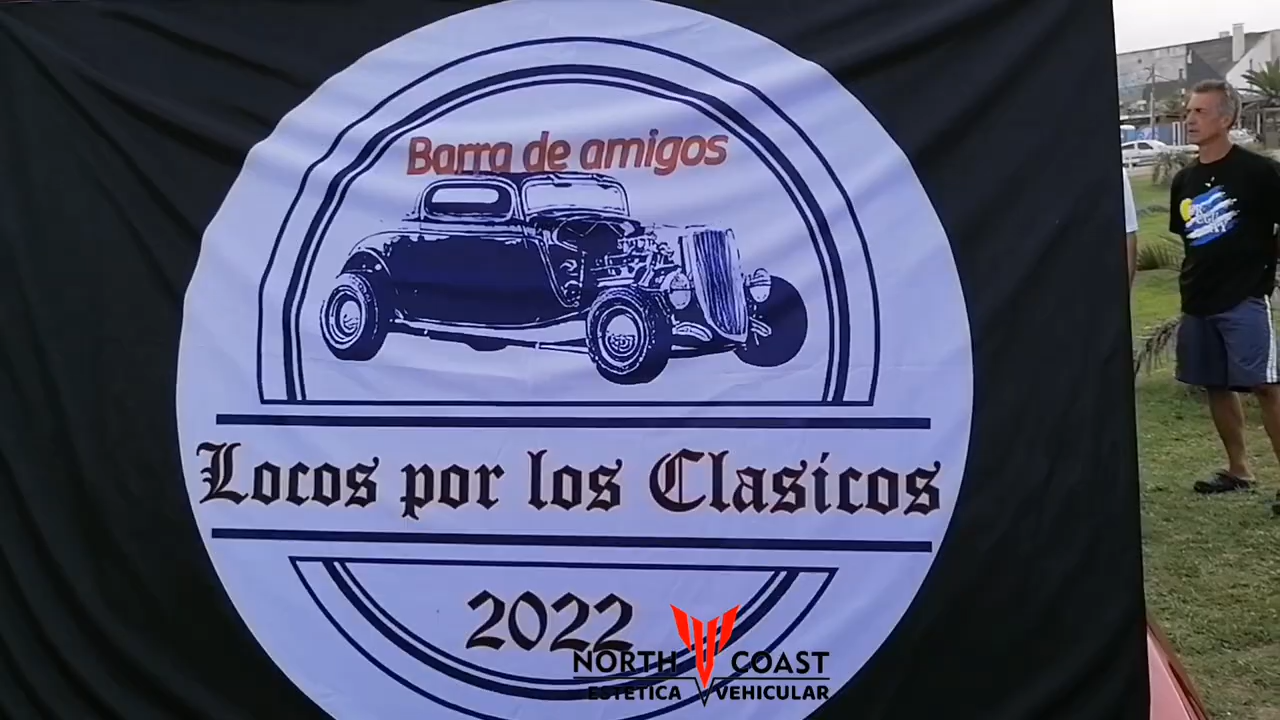 Barra de amigos
Locos por los Clasicos
2022
NORTH COAST
ESTETICA VEHICULAR